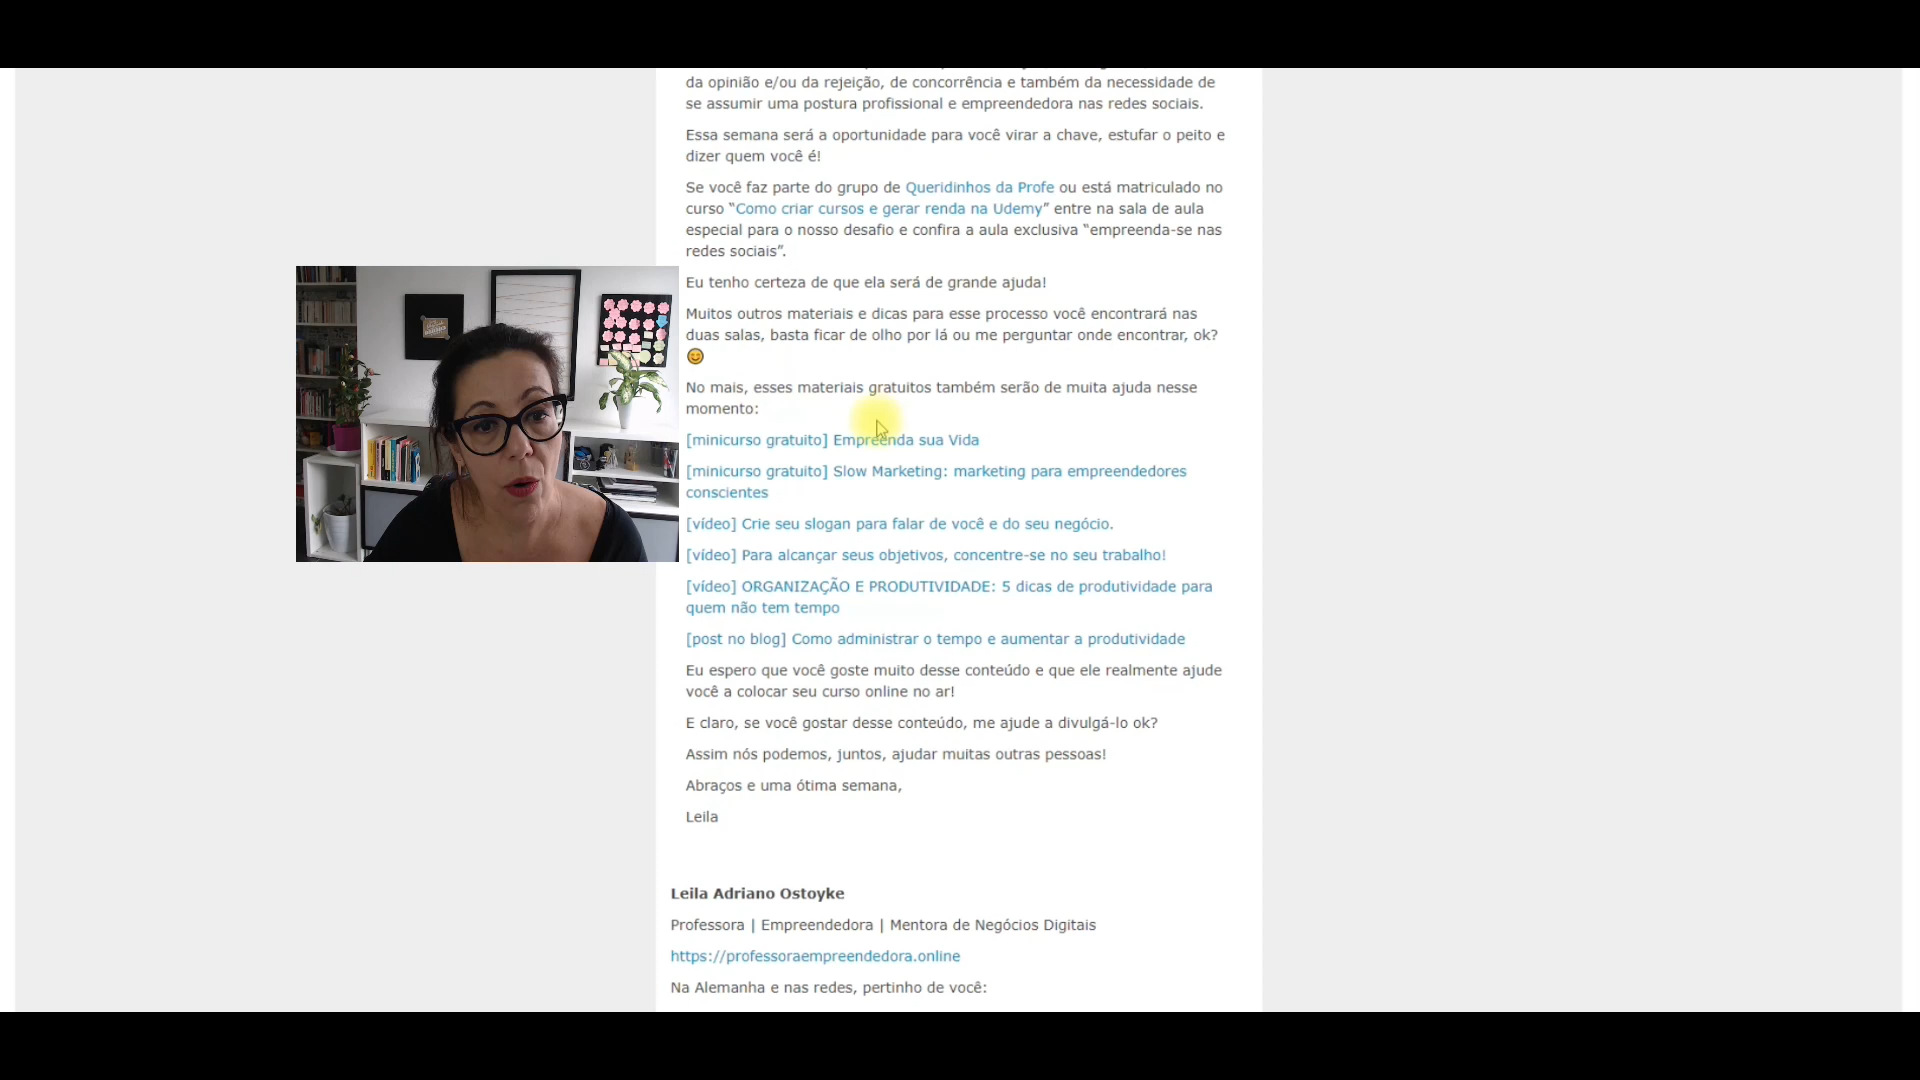 da opinião e/ou da rejeição, de concorrência e também da necessidade de
se assumir uma postura profissional e empreendedora nas redes sociais.
Essa semana será a oportunidade para você virar a chave, estufar o peito e
dizer quem você é!
Se você faz parte do grupo de Queridinhos da Profe ou está matriculado no
curso “Como criar cursos e gerar renda na Udemy” entre na sala de aula
especial para o nosso desafio e confira a aula exclusiva “empreenda-se nas
redes sociais”.
Eu tenho certeza de que ela será de grande ajuda!
Muitos outros materiais e dicas para esse processo você encontrará nas
duas salas, basta ficar de olho por lá ou me perguntar onde encontrar, ok?
😊
No mais, esses materiais gratuitos também serão de muita ajuda nesse
momento:
[minicurso gratuito] Empreenda sua Vida
[minicurso gratuito] Slow Marketing: marketing para empreendedores
conscientes
[vídeo] Crie seu slogan para falar de você e do seu negócio.
[vídeo] Para alcançar seus objetivos, concentre-se no seu trabalho!
[vídeo] ORGANIZAÇÃO E PRODUTIVIDADE: 5 dicas de produtividade para
quem não tem tempo
[post no blog] Como administrar o tempo e aumentar a produtividade
Eu espero que você goste muito desse conteúdo e que ele realmente ajude
você a colocar seu curso online no ar!
E claro, se você gostar desse conteúdo, me ajude a divulgá-lo ok?
Assim nós podemos, juntos, ajudar muitas outras pessoas!
Abraços e uma ótima semana,
Leila
Leila Adriano Ostoyke
Professora | Empreendedora | Mentora de Negócios Digitais
https://professoraempreendedora.online
Na Alemanha e nas redes, pertinho de você: